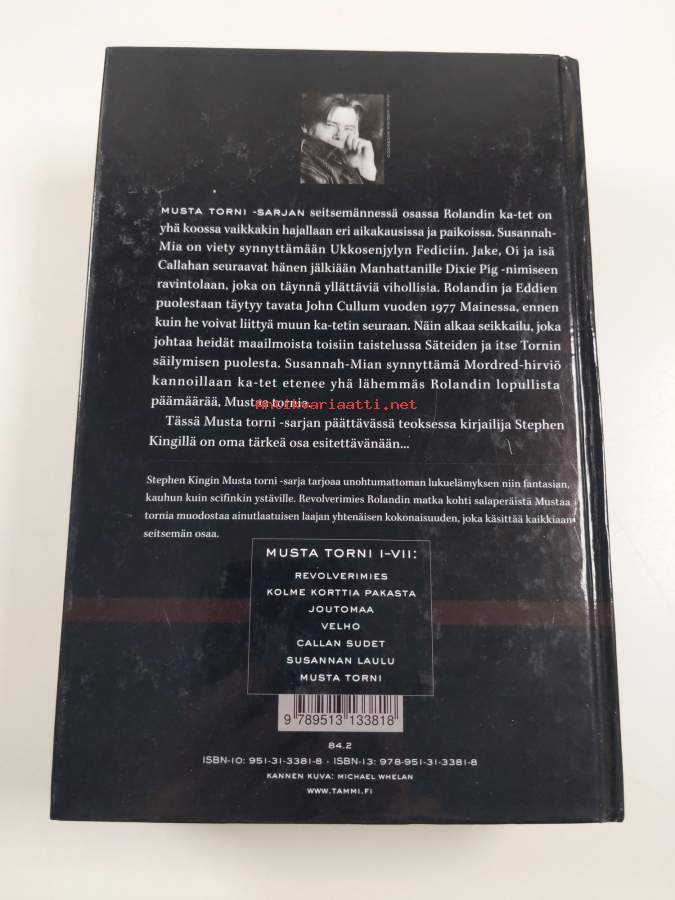 MUSTA TORNI -SARJAN seitsemännessä osassa Rolandin ka-tet on
yhä koossa vaikkakin hajallaan eri aikakausissa ja paikoissa. Susannah-
Mia on viety synnyttämään Ukkosenjylyn Fediciin. Jake, Oi ja isä
Callahan seuraavat hänen jälkiään Manhattanille Dixie Pig -nimiseen
ravintolaan, joka on täynnä yllättäviä vihollisia. Rolandin ja Eddien
puolestaan täytyy tavata John Cullum vuoden 1977 Mainessa, ennen
kuin he voivat liittyä muun ka-tetin seuraan. Näin alkaa seikkailu, joka
johtaa heidät maailmoista toisiin taistelussa Säteiden ja itse Tornin
säilymisen puolesta. Susannah-Mian synnyttämä Mordred-hirviö
kannoillaan ka-tet etenee yhä lähemmäs Rolandin lopullista
päämäärää, Mustaa tornia.
Antikvariaatti.net
Tässä Musta torni -sarjan päättävässä teoksessa kirjailija Stephen
Kingillä on oma tärkeä osa esitettävänään...
Stephen Kingin Musta torni -sarja tarjoaa unohtumattoman lukuelämyksen niin fantasian,
kauhun kuin scifinkin ystäville. Revolverimies Rolandin matka kohti salaperäistä Mustaa
tornia muodostaa ainutlaatuisen laajan yhtenäisen kokonaisuuden, joka käsittää kaikkiaan
seitsemän osaa.
MUSTA TORNI I–VII:
REVOLVERIMIES
KOLME KORTTIA PAKASTA
JOUTOMAA
VELHO
CALLAN SUDET
SUSANNAN LAULU
MUSTA TORNI
9 789513 133818
84.2
ISBN-10: 951-31-3381-8 · ISBN-13: 978-951-31-3381-8
KANNEN KUVA: MICHAEL WHELAN
WWW.TAMMI.FI